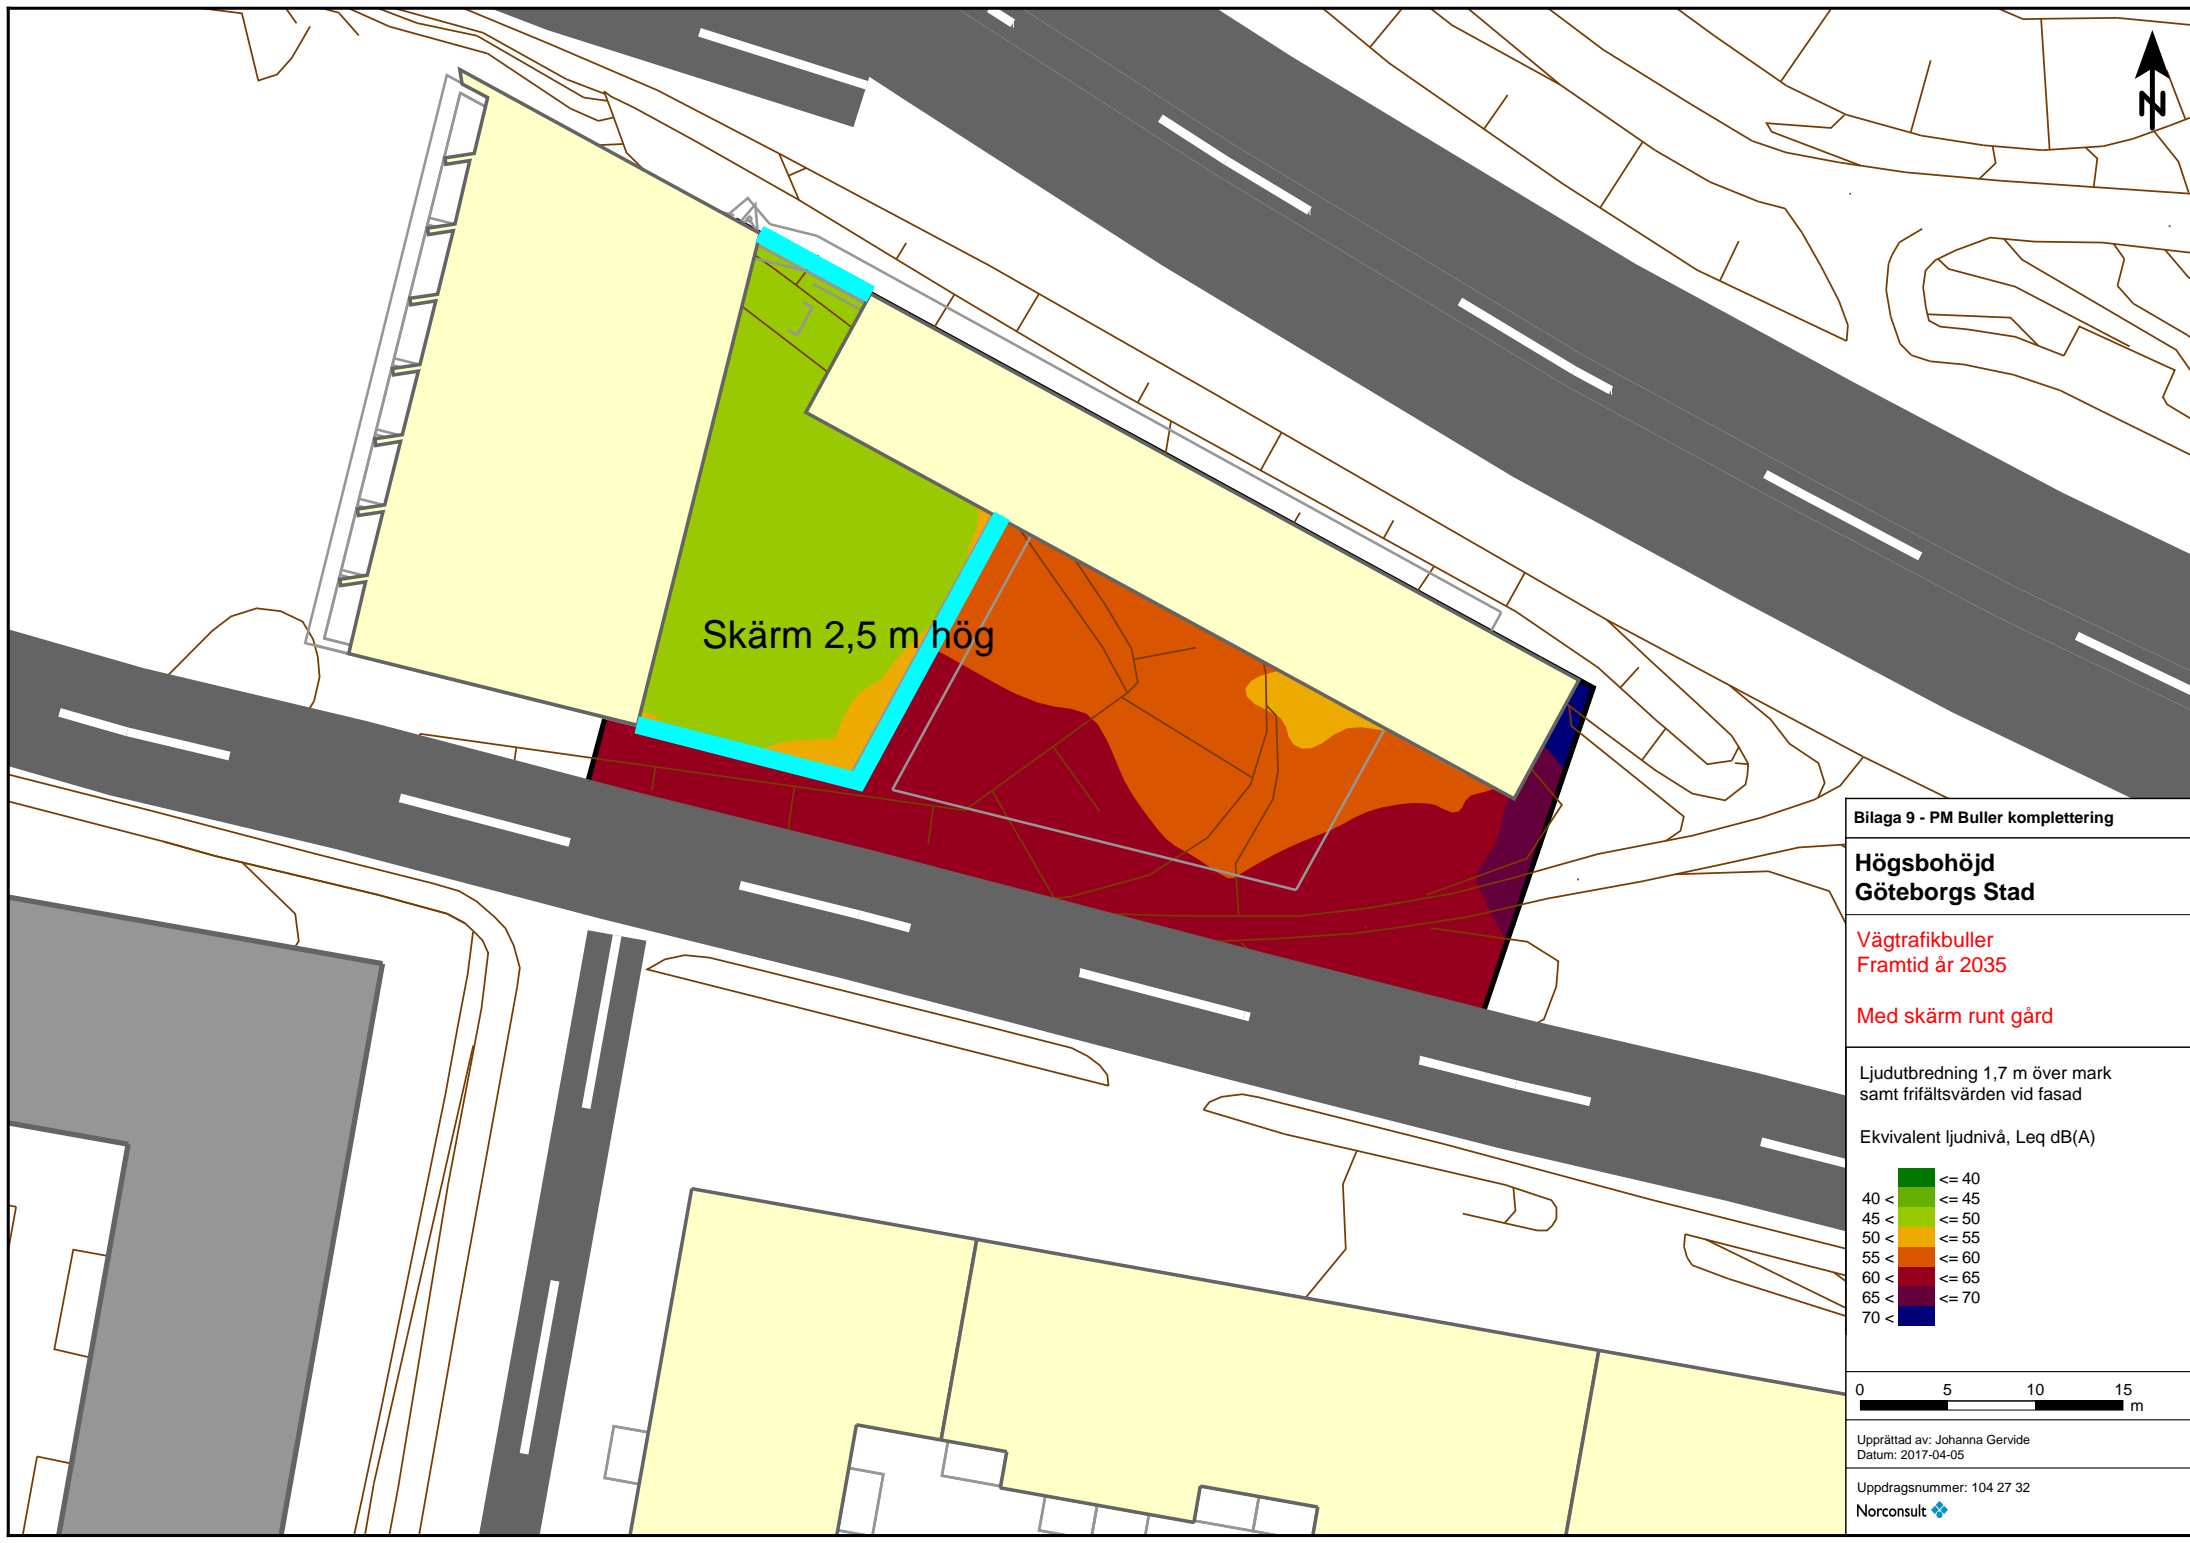 N
Skärm 2,5 m hög
Bilaga 9 - PM Buller komplettering
Högsbohöjd
Göteborgs Stad
Vägtrafikbuller
Framtid år 2035
Med skärm runt gård
Ljudutbredning 1,7 m över mark
samt frifältsvärden vid fasad
Ekvivalent ljudnivå, Leq dB(A)
<= 40
40 < <= 45
45 < <= 50
50 < <= 55
55 < <= 60
60 < <= 65
65 < <= 70
70 <
0 5 10 15
m
Upprättad av: Johanna Gervide
Datum: 2017-04-05
Uppdragsnummer: 104 27 32
Norconsult